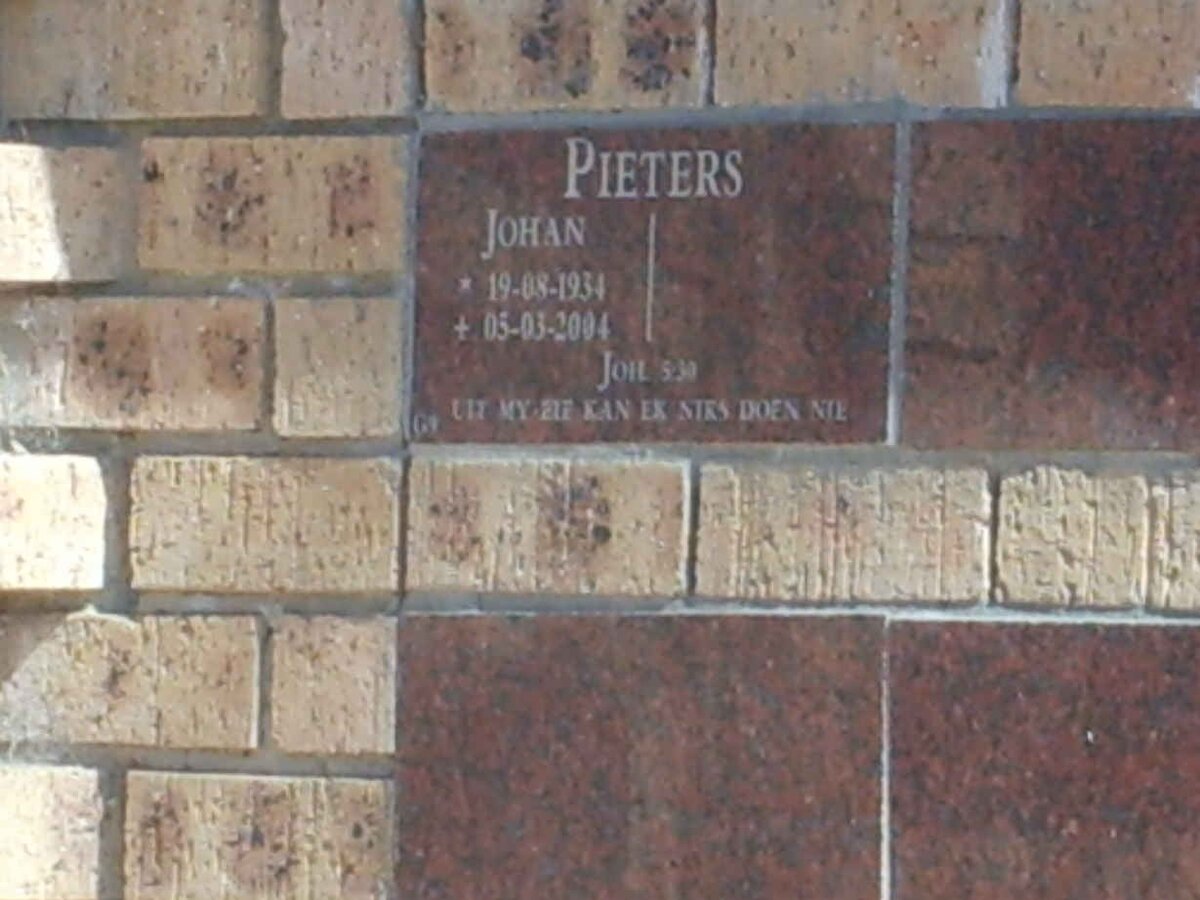 PIETERS
JOHAN
* 19-08-1934
+ 05-03-2004
JOH. 5:30
UIT MY KAN EK NIKS DOEN NIE
G9